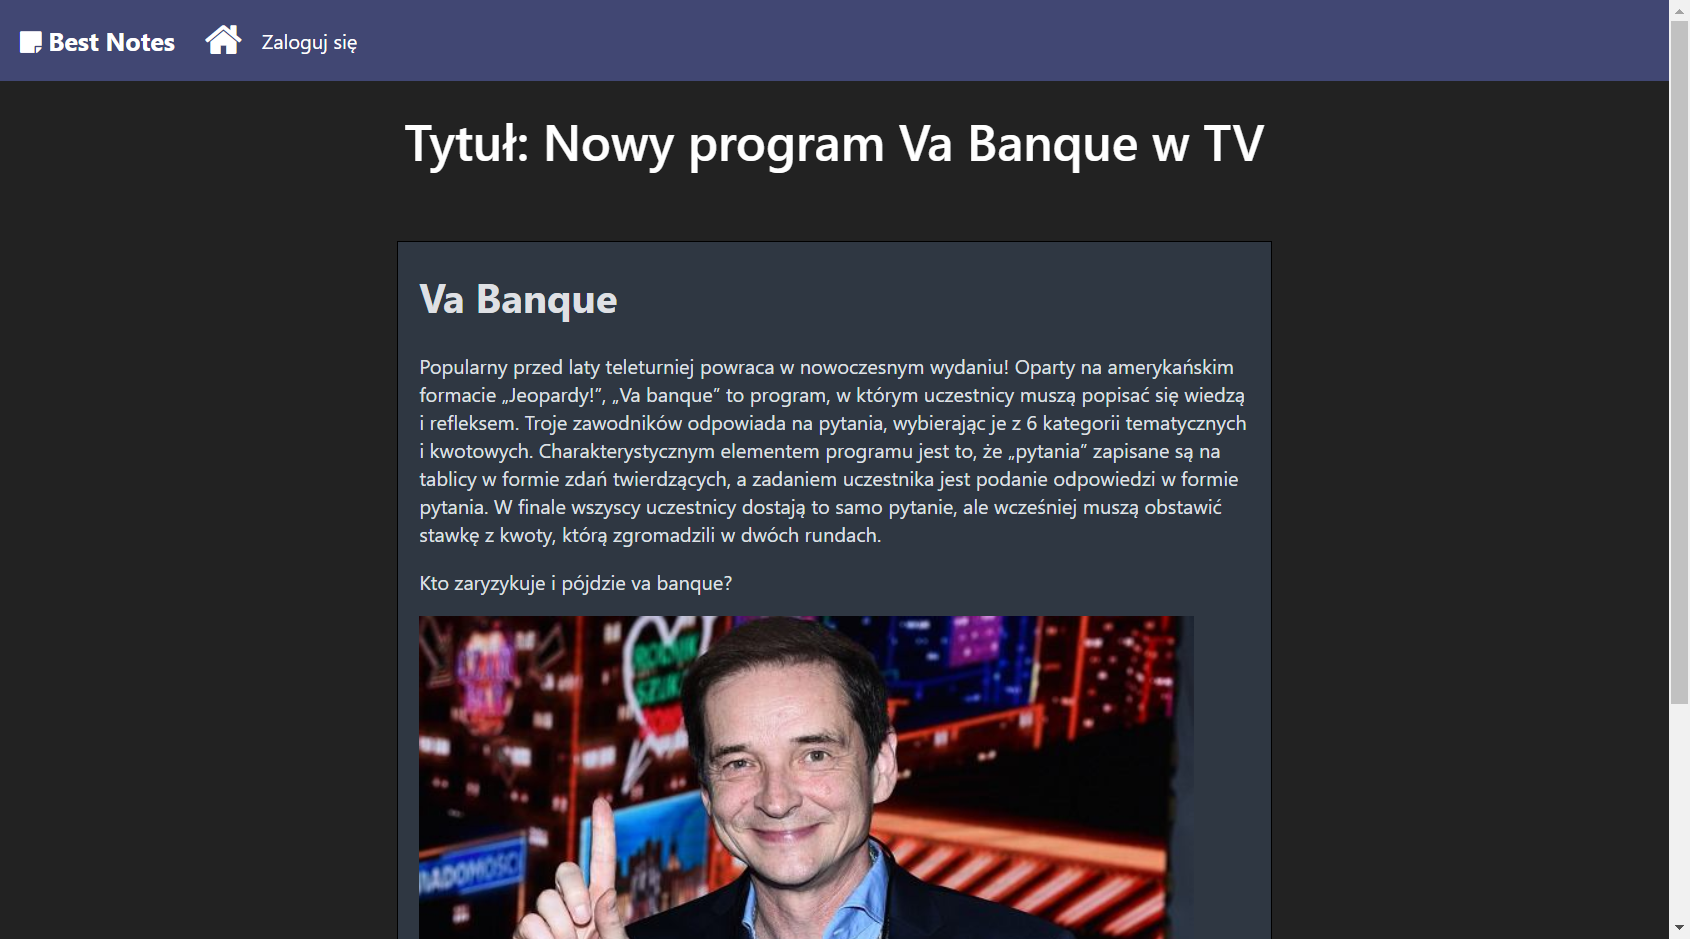 Best Notes
Zaloguj się
Tytuł: Nowy program Va Banque w TV
Va Banque
Popularny przed laty teleturniej powraca w nowoczesnym wydaniu! Oparty na amerykańskim
formacie „Jeopardy!”, „Va banque” to program, w którym uczestnicy muszą popisać się wiedzą
i refleksem. Troje zawodników odpowiada na pytania, wybierając je z 6 kategorii tematycznych
i kwotowych. Charakterystycznym elementem programu jest to, że „pytania” zapisane są na
tablicy w formie zdań twierdzących, a zadaniem uczestnika jest podanie odpowiedzi w formie
pytania. W finale wszyscy uczestnicy dostają to samo pytanie, ale wcześniej muszą obstawić
stawkę z kwoty, którą zgromadzili w dwóch rundach.
Kto zaryzykuje i pójdzie va banque?